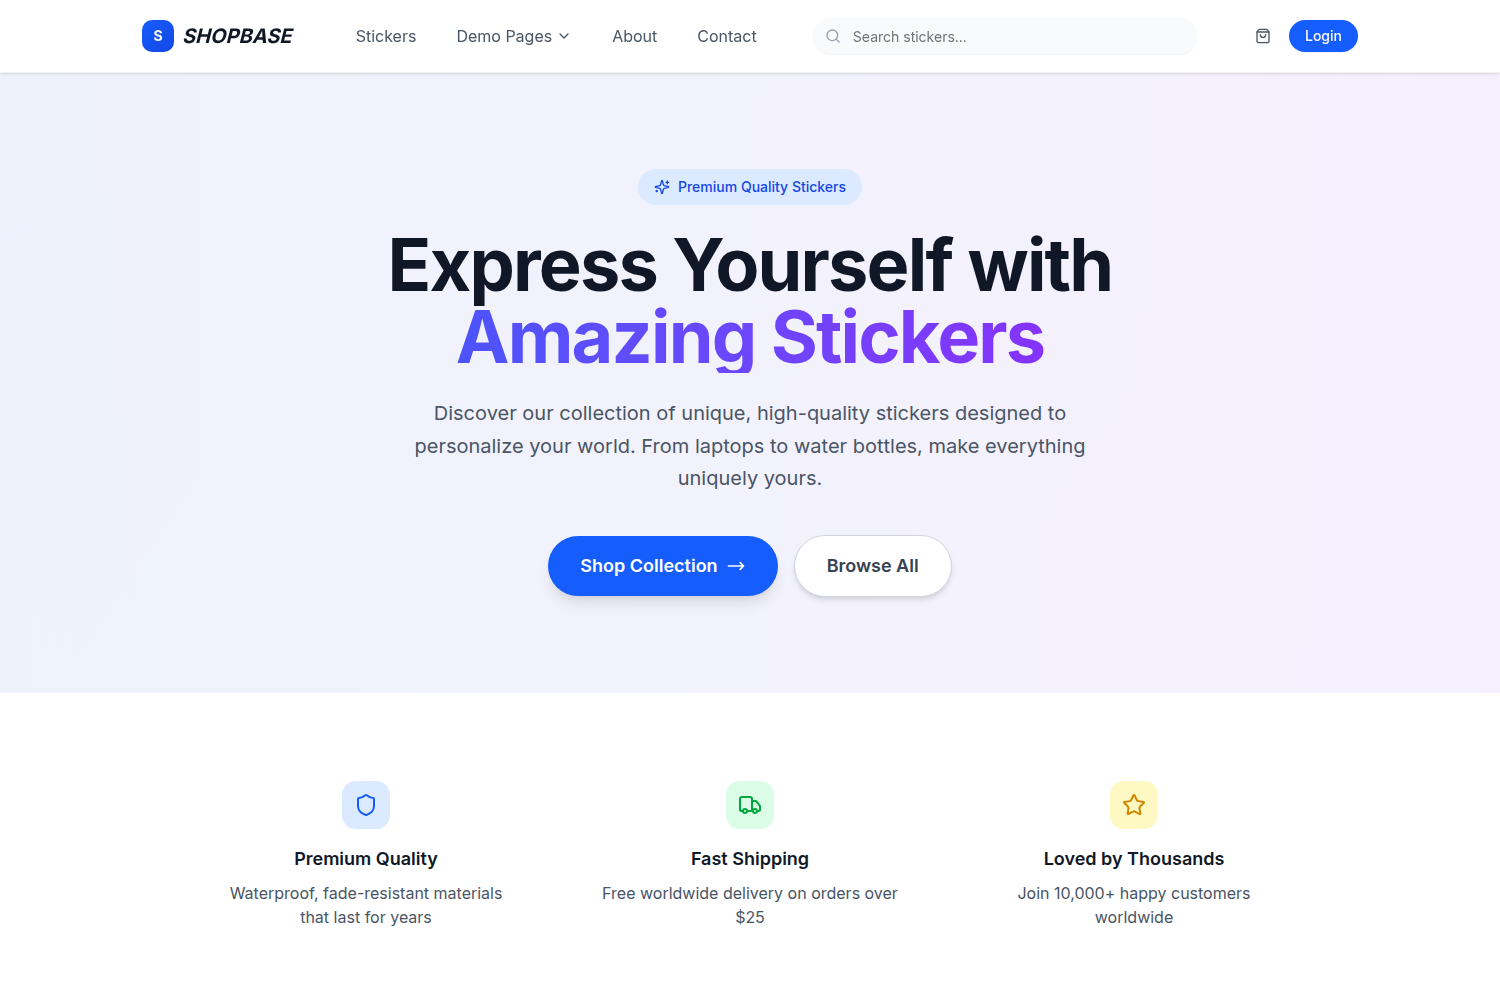 S
SHOPBASE
Stickers
Demo Pages
About
Contact
Search stickers...
Login
Premium Quality Stickers
Express Yourself with
Amazing Stickers
Discover our collection of unique, high-quality stickers designed to
personalize your world. From laptops to water bottles, make everything
uniquely yours.
Shop Collection →
Browse All
Premium Quality
Waterproof, fade-resistant materials
that last for years
Fast Shipping
Free worldwide delivery on orders over
$25
Loved by Thousands
Join 10,000+ happy customers
worldwide